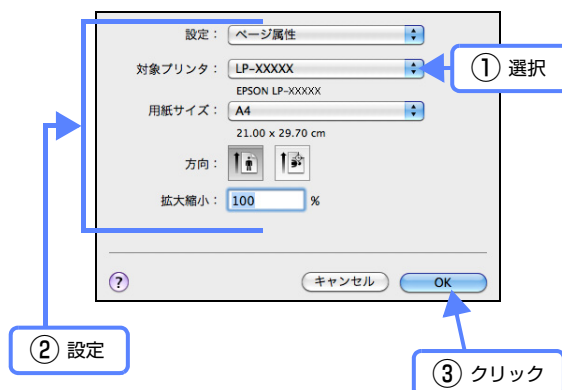 設定： ページ属性
対象プリンタ： LP-XXXXX
① 選択
EPSON LP-XXXXX
用紙サイズ： A4
21.00 x 29.70 cm
方向：
拡大縮小： 100 %
? キャンセル OK
② 設定
③ クリック